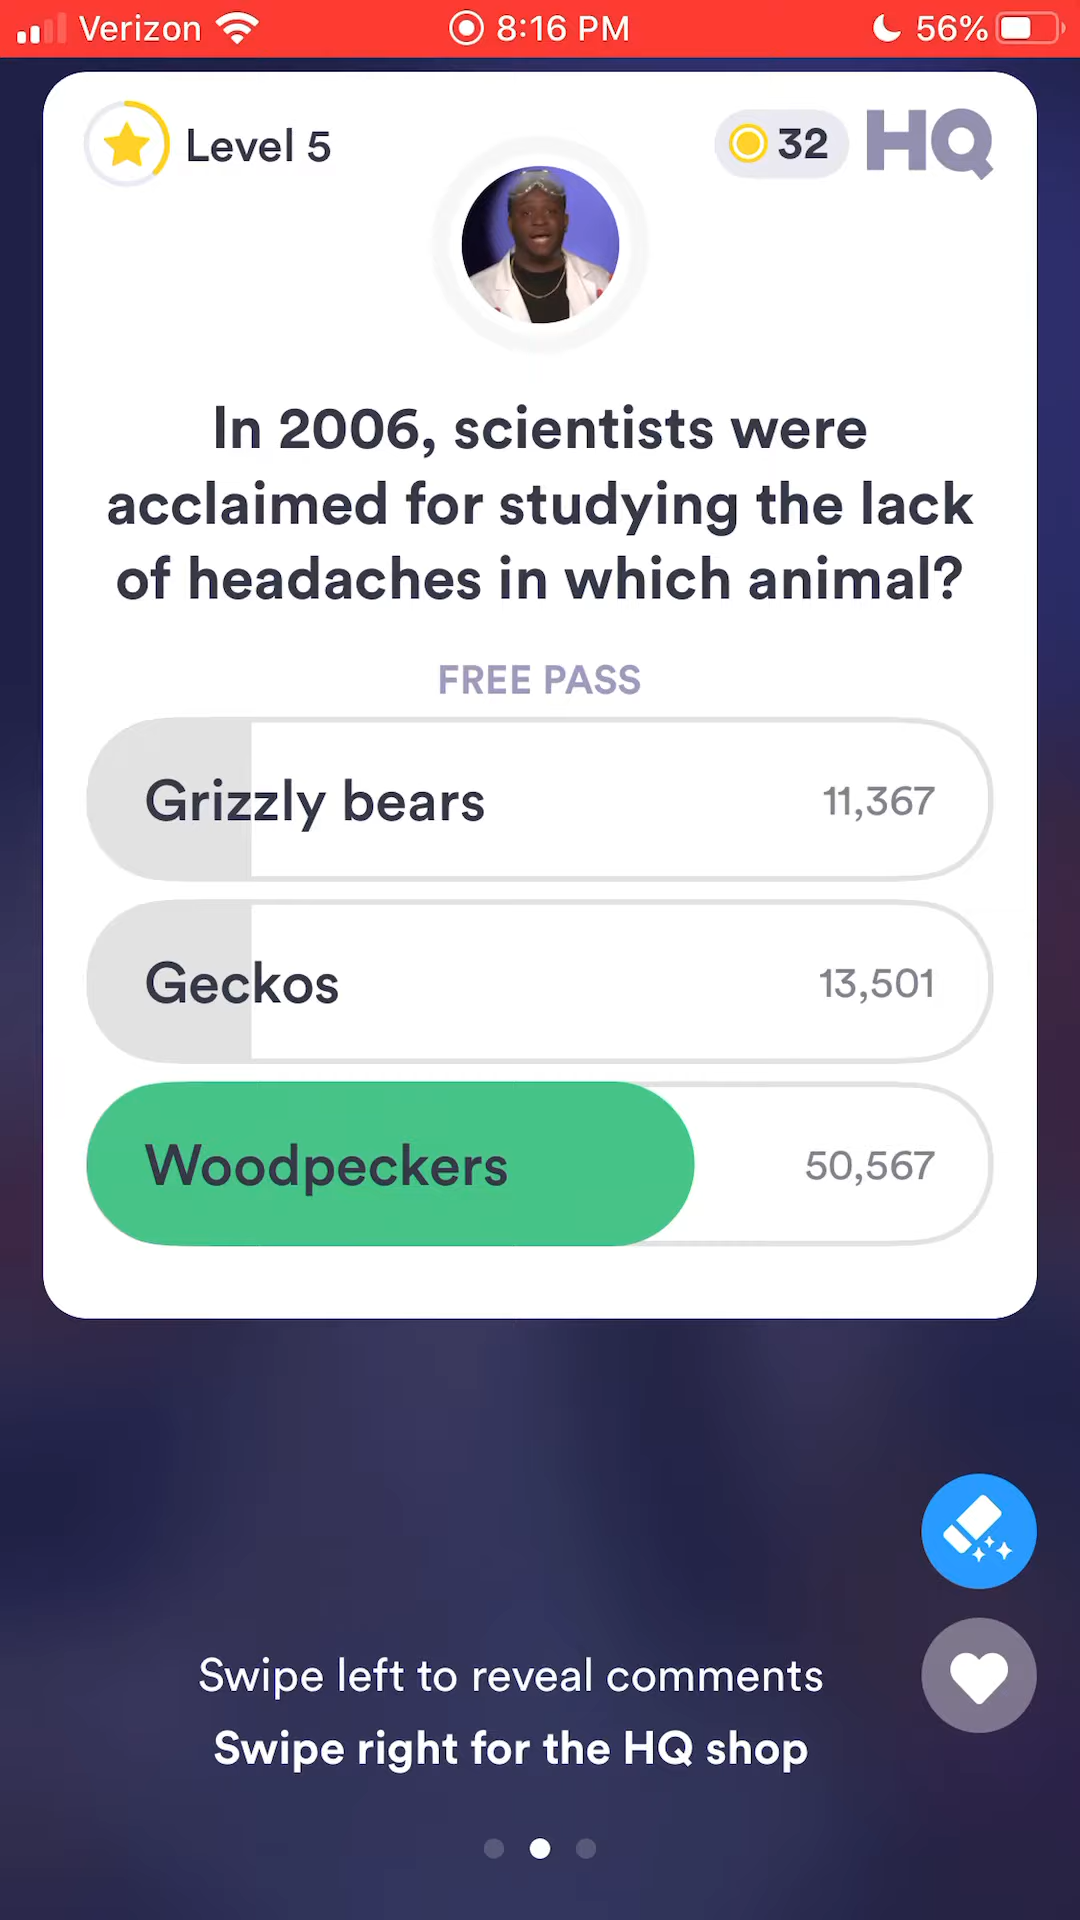 Verizon 8:16 PM 56%
Level 5 32 HQ
In 2006, scientists were
acclaimed for studying the lack
of headaches in which animal?
FREE PASS
Grizzly bears 11,367
Geckos 13,501
Woodpeckers 50,567
Swipe left to reveal comments
Swipe right for the HQ shop